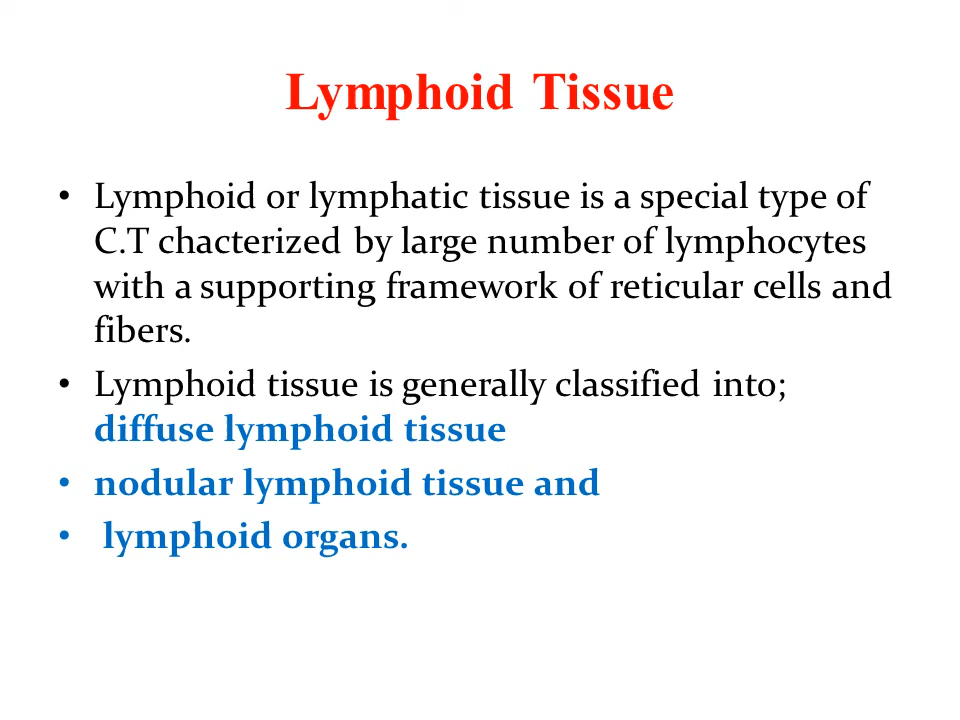 Lymphoid Tissue
• Lymphoid or lymphatic tissue is a special type of
C.T chacterized by large number of lymphocytes
with a supporting framework of reticular cells and
fibers.
• Lymphoid tissue is generally classified into;
diffuse lymphoid tissue
• nodular lymphoid tissue and
• lymphoid organs.